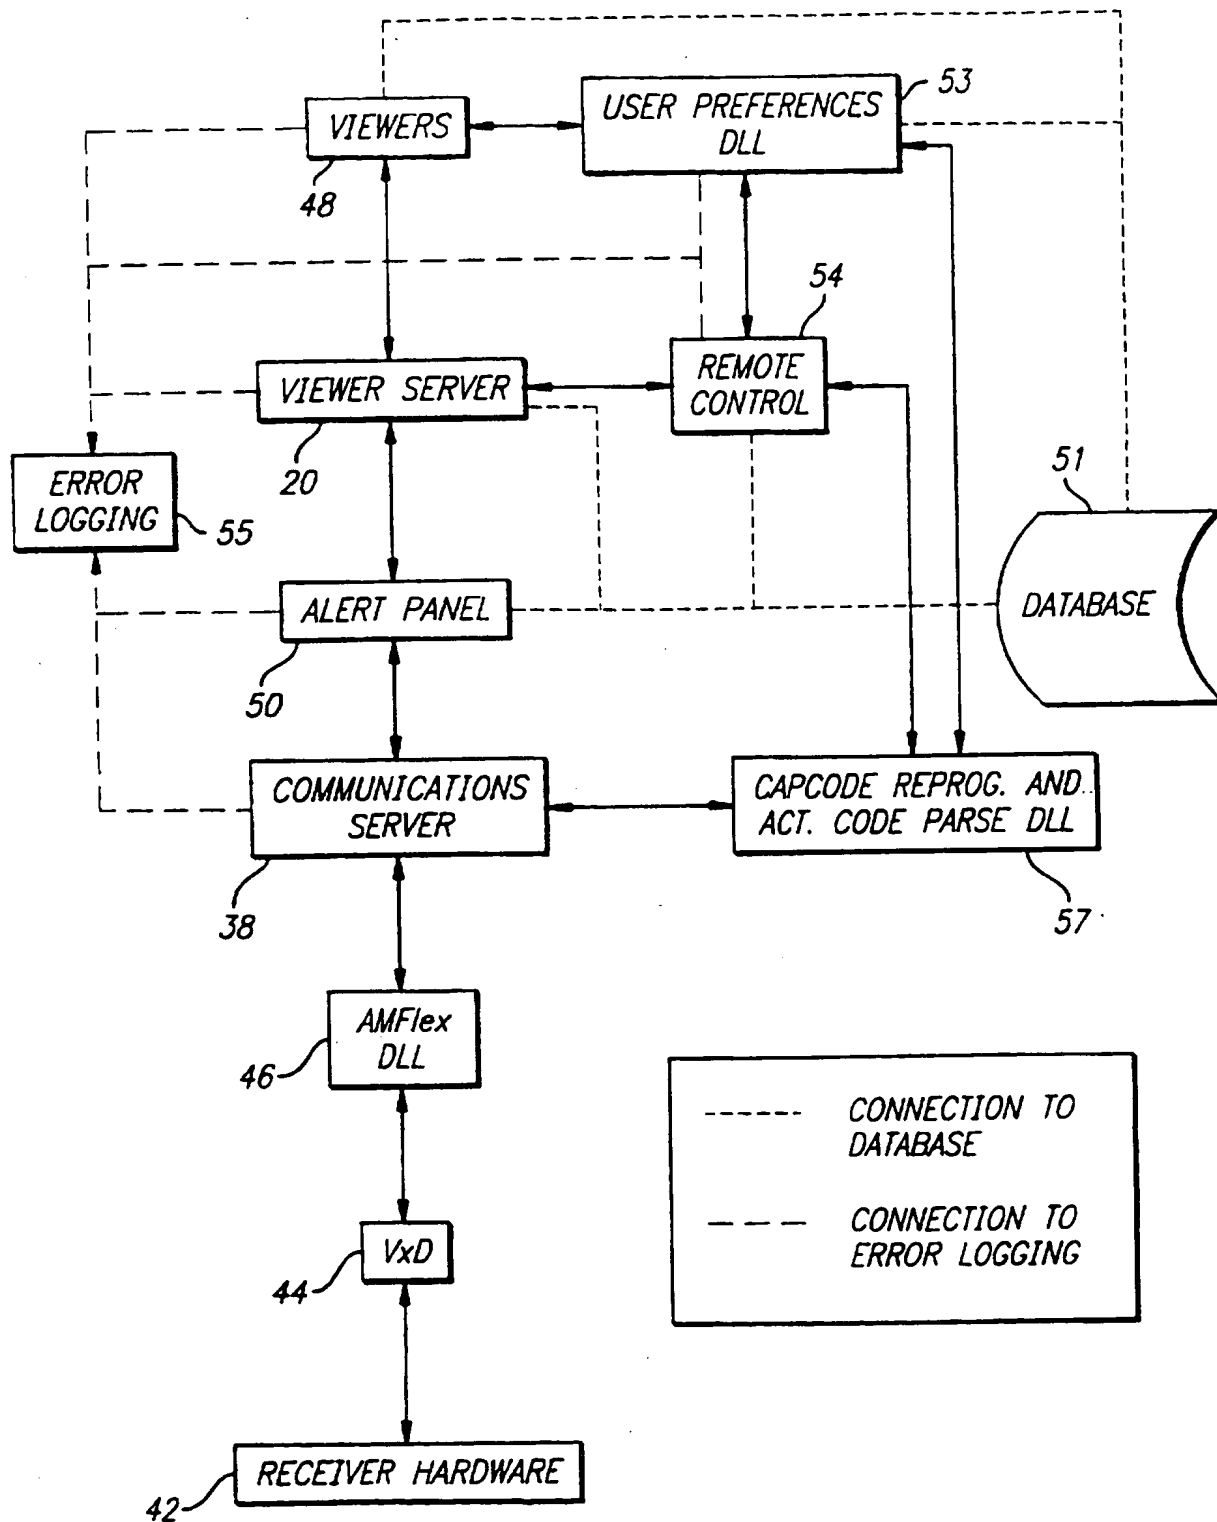 53
USER PREFERENCES
DLL
VIEWERS
48
54
REMOTE
CONTROL
VIEWER SERVER
20
51
ERROR
LOGGING
55
ALERT PANEL
DATABASE
50
COMMUNICATIONS
SERVER
CAPCODE REPROG. AND
ACT. CODE PARSE DLL
38
57
AMFlex
DLL
46
CONNECTION TO
DATABASE
VxD
CONNECTION TO
ERROR LOGGING
44
RECEIVER HARDWARE
42